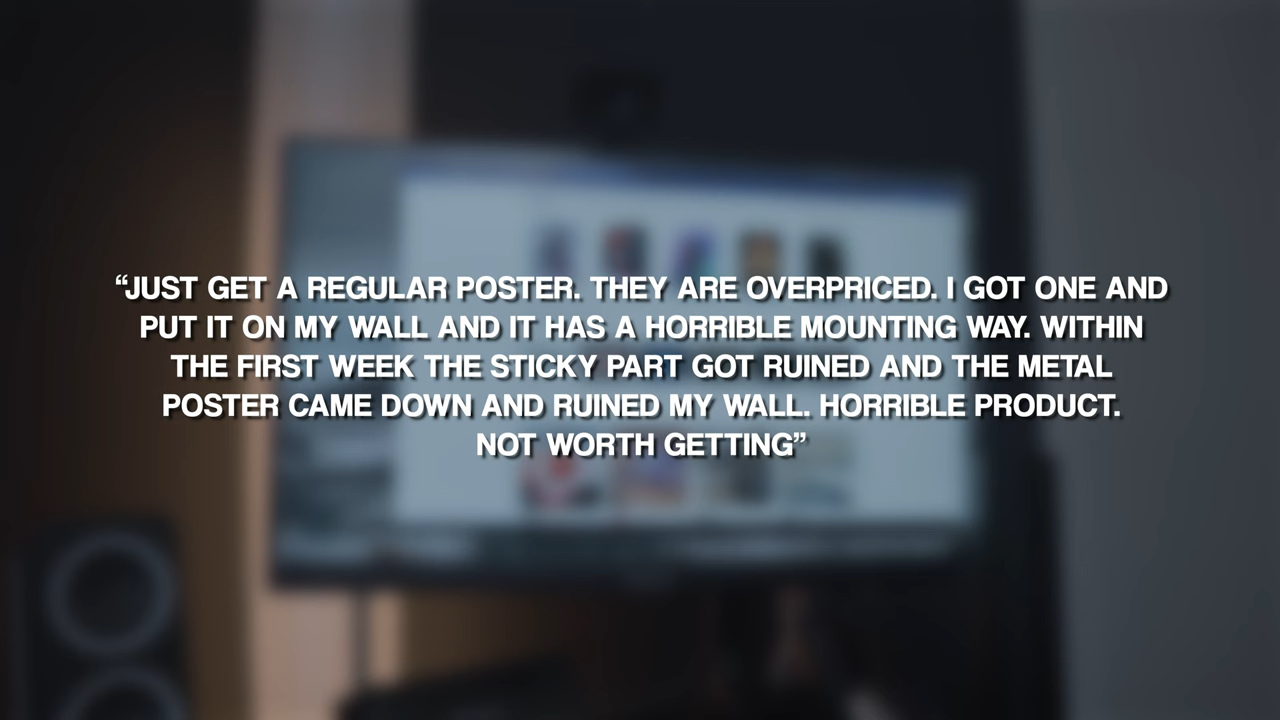 “JUST GET A REGULAR POSTER. THEY ARE OVERPRICED. I GOT ONE AND
PUT IT ON MY WALL AND IT HAS A HORRIBLE MOUNTING WAY. WITHIN
THE FIRST WEEK THE STICKY PART GOT RUINED AND THE METAL
POSTER CAME DOWN AND RUINED MY WALL. HORRIBLE PRODUCT.
NOT WORTH GETTING”